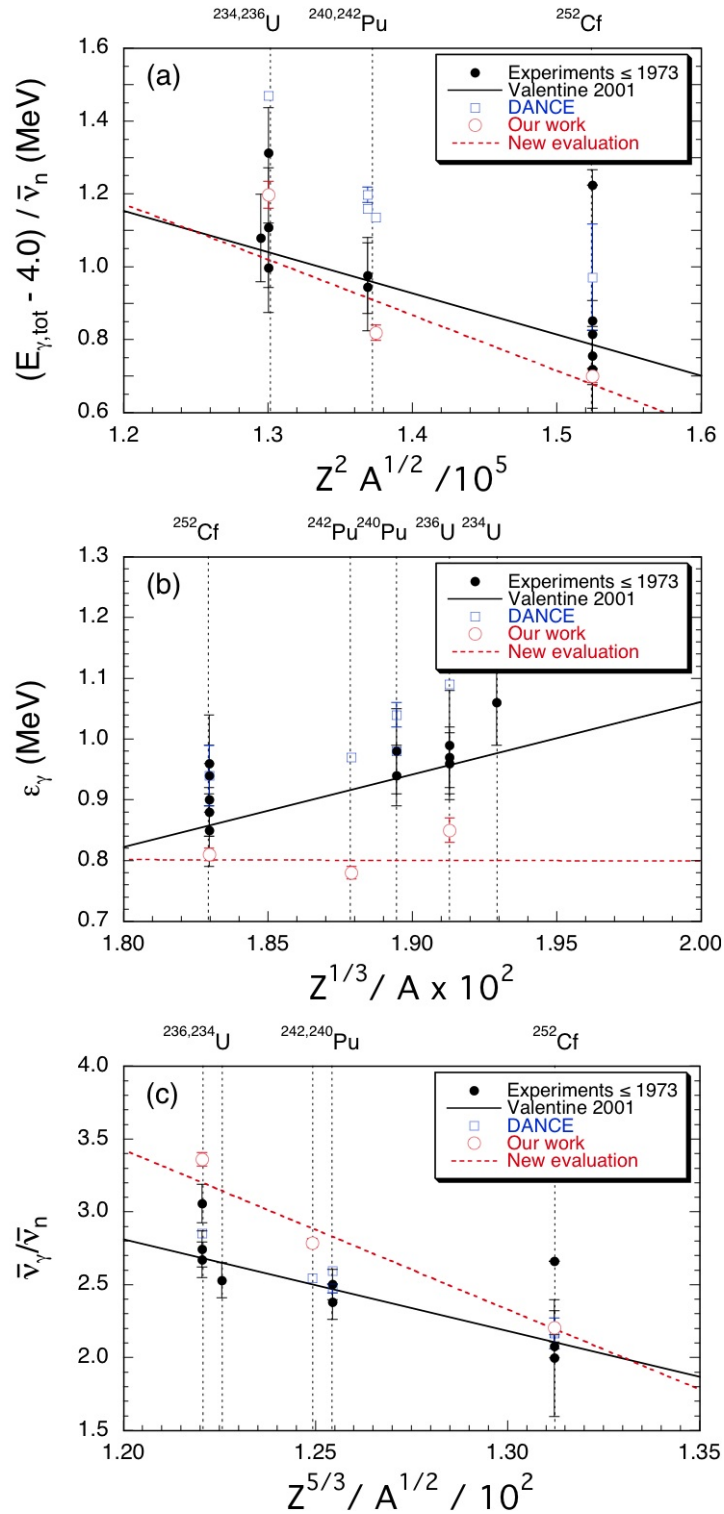 234,236U 240,242Pu 252Cf
1.6
(a)
Experiments ≤ 1973
Valentine 2001
DANCE
Our work
New evaluation
1.4
1.2
1.0
0.8
0.6
(Eγ,tot - 4.0) / ν̄n (MeV)
1.2 1.3 1.4 1.5 1.6
Z² A^1/2 /10⁵
252Cf 242Pu 240Pu 236U 234U
1.3
(b)
Experiments ≤ 1973
Valentine 2001
DANCE
Our work
New evaluation
1.2
1.1
1.0
0.9
0.8
0.7
εγ (MeV)
1.80 1.85 1.90 1.95 2.00
Z^1/3 / A x 10²
236,234U 242,240Pu 252Cf
4.0
(c)
Experiments ≤ 1973
Valentine 2001
DANCE
Our work
New evaluation
3.5
3.0
2.5
2.0
1.5
ν̄γ/ν̄n
1.20 1.25 1.30 1.35
Z^5/3 / A^1/2 / 10²